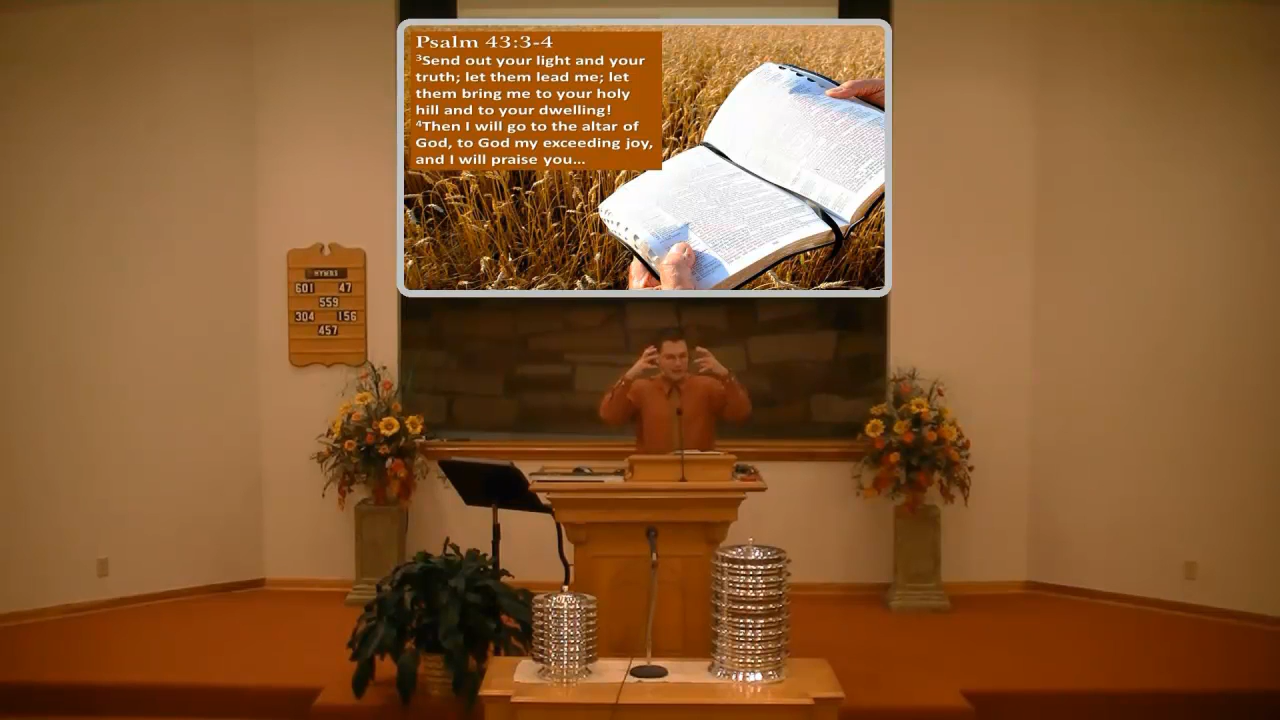 Psalm 43:3-4
³Send out your light and your
truth; let them lead me; let
them bring me to your holy
hill and to your dwelling!
⁴Then I will go to the altar of
God, to God my exceeding joy,
and I will praise you...
HYMNS
601 47
559
304 156
457